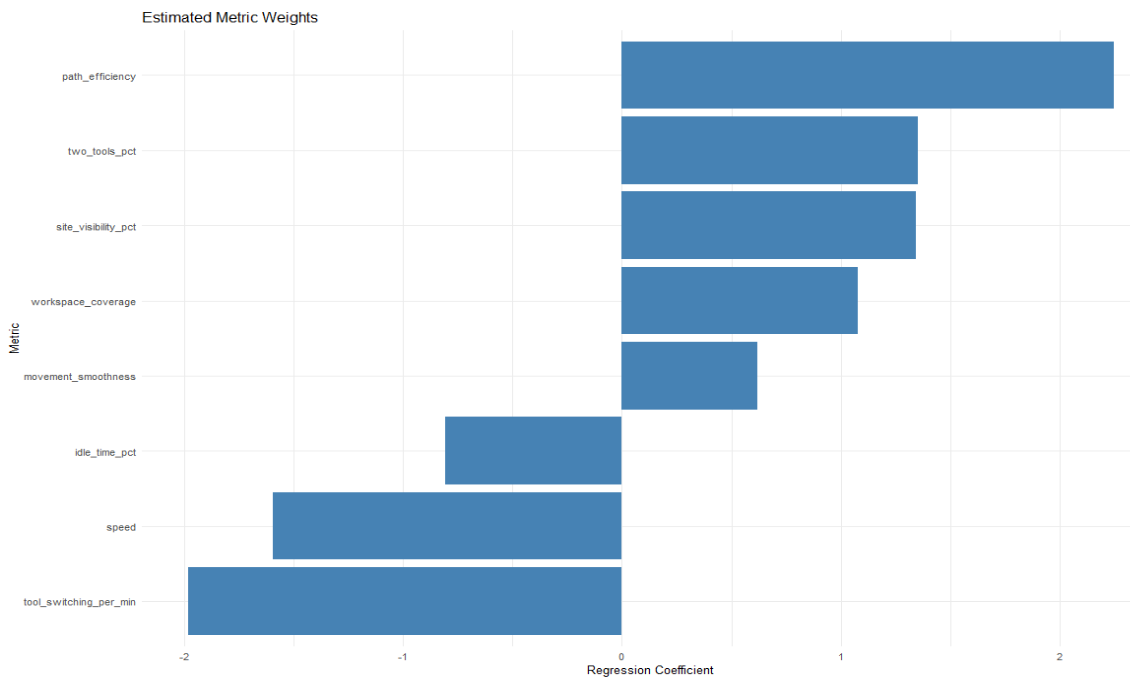 Estimated Metric Weights
path_efficiency
two_tools_pct
site_visibility_pct
workspace_coverage
Metric
movement_smoothness
idle_time_pct
speed
tool_switching_per_min
-2 -1 0 1 2
Regression Coefficient